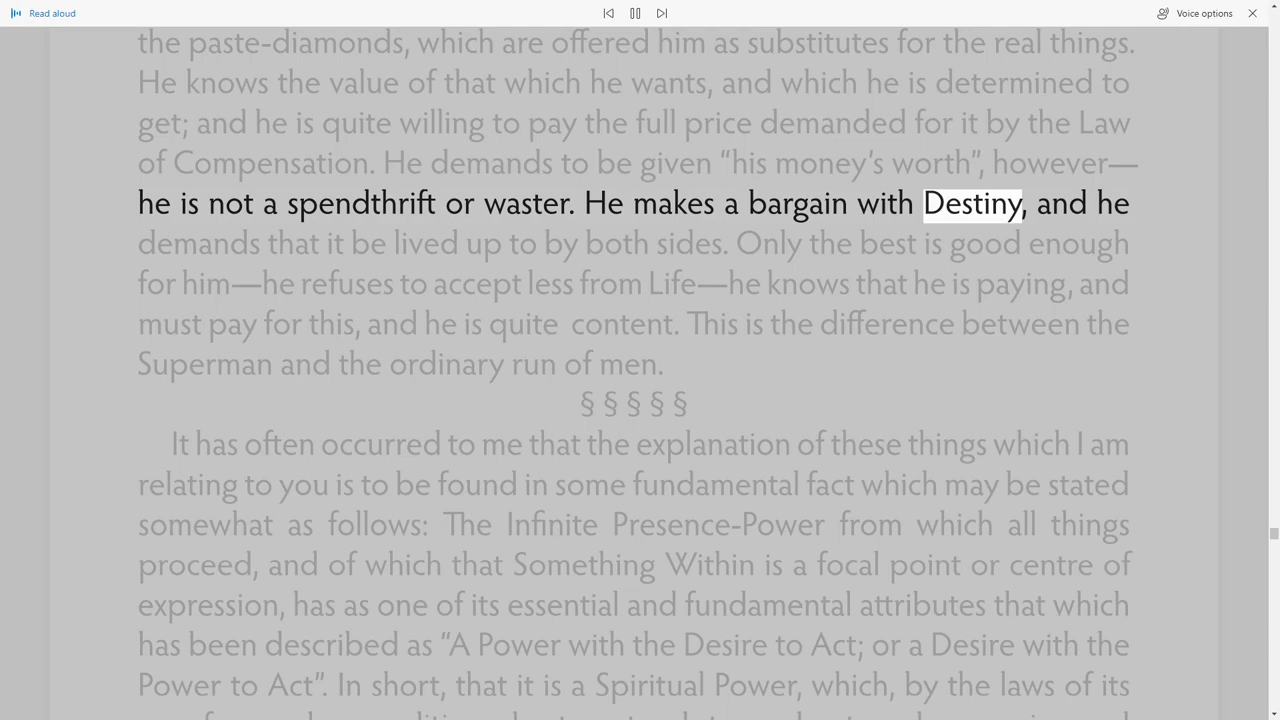 Read aloud
Voice options
the paste-diamonds, which are offered him as substitutes for the real things.
He knows the value of that which he wants, and which he is determined to
get; and he is quite willing to pay the full price demanded for it by the Law
of Compensation. He demands to be given “his money’s worth”, however—
he is not a spendthrift or waster. He makes a bargain with Destiny, and he
demands that it be lived up to by both sides. Only the best is good enough
for him—he refuses to accept less from Life—he knows that he is paying, and
must pay for this, and he is quite content. This is the difference between the
Superman and the ordinary run of men.
§ § § § §
It has often occurred to me that the explanation of these things which I am
relating to you is to be found in some fundamental fact which may be stated
somewhat as follows: The Infinite Presence-Power from which all things
proceed, and of which that Something Within is a focal point or centre of
expression, has as one of its essential and fundamental attributes that which
has been described as “A Power with the Desire to Act; or a Desire with the
Power to Act”. In short, that it is a Spiritual Power, which, by the laws of its